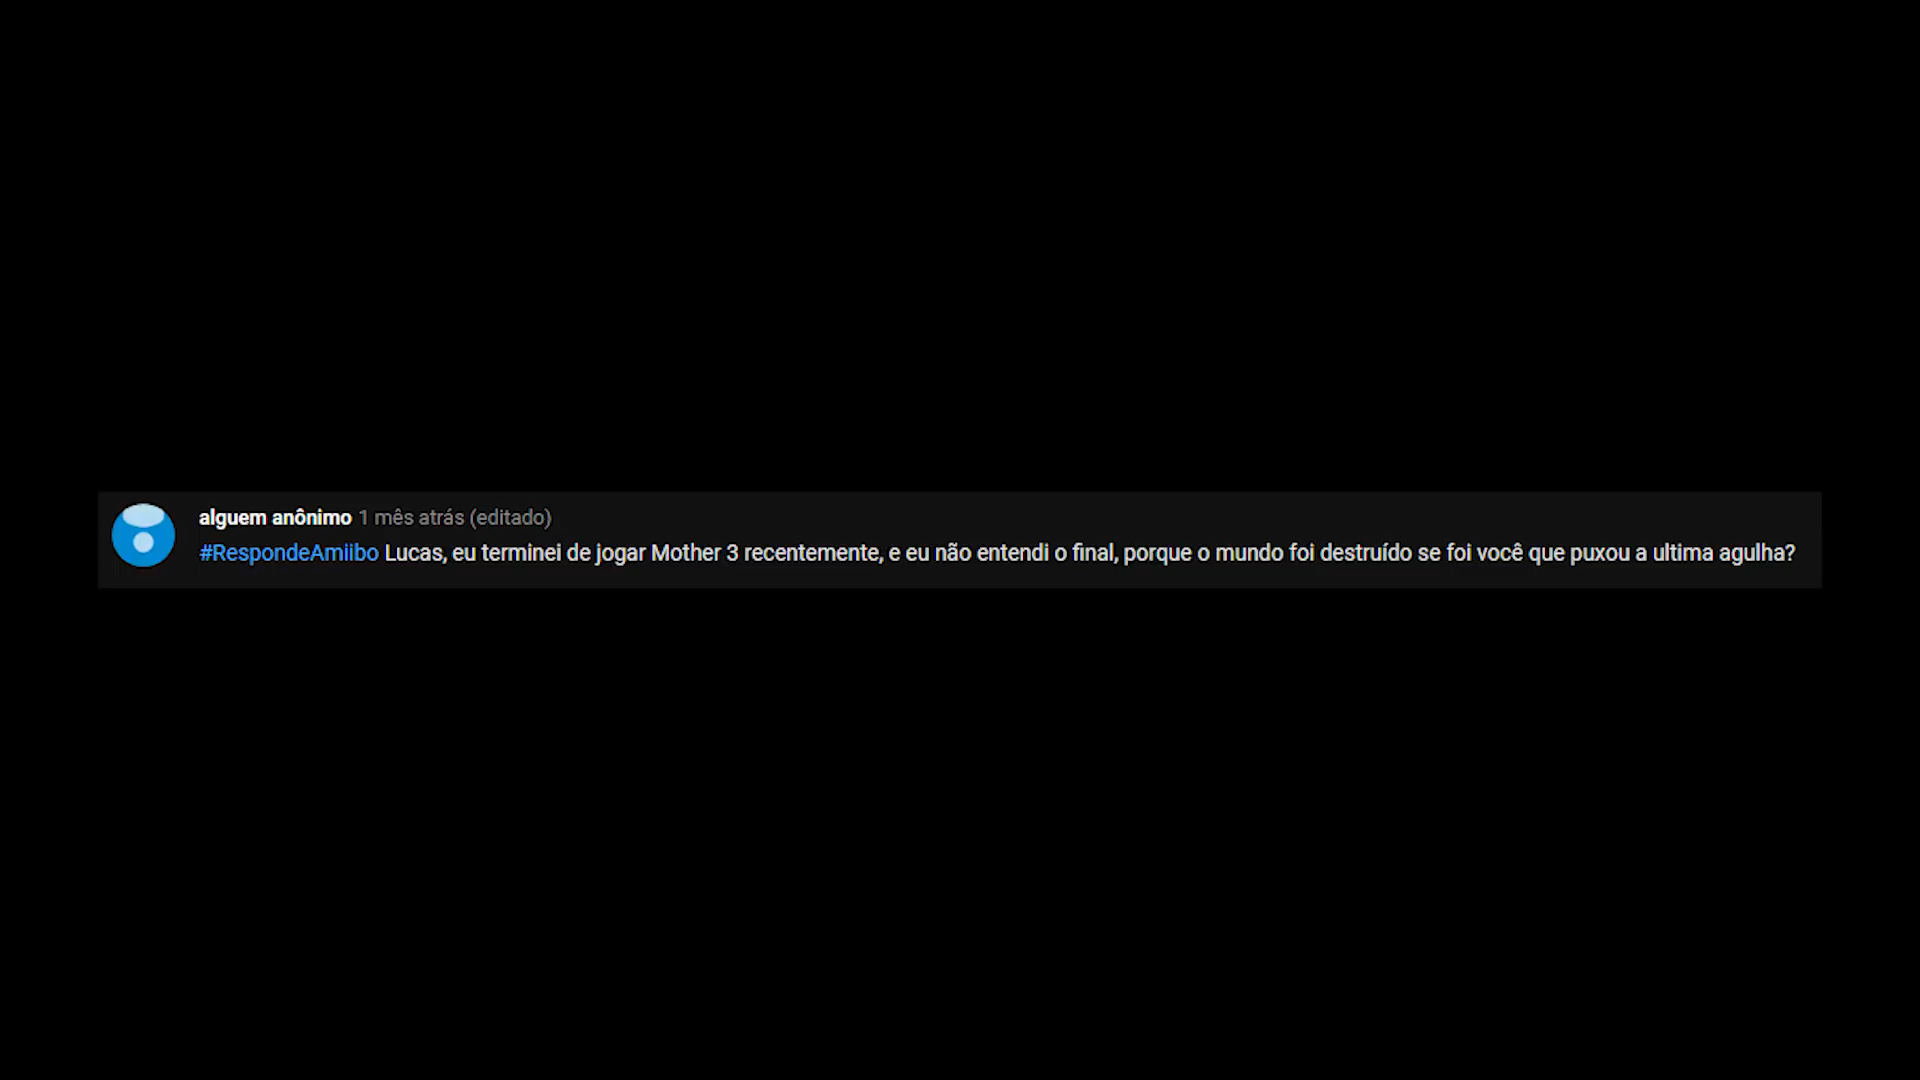 alguem anônimo 1 mês atrás (editado)
#RespondeAmiibo Lucas, eu terminei de jogar Mother 3 recentemente, e eu não entendi o final, porque o mundo foi destruído se foi você que puxou a ultima agulha?